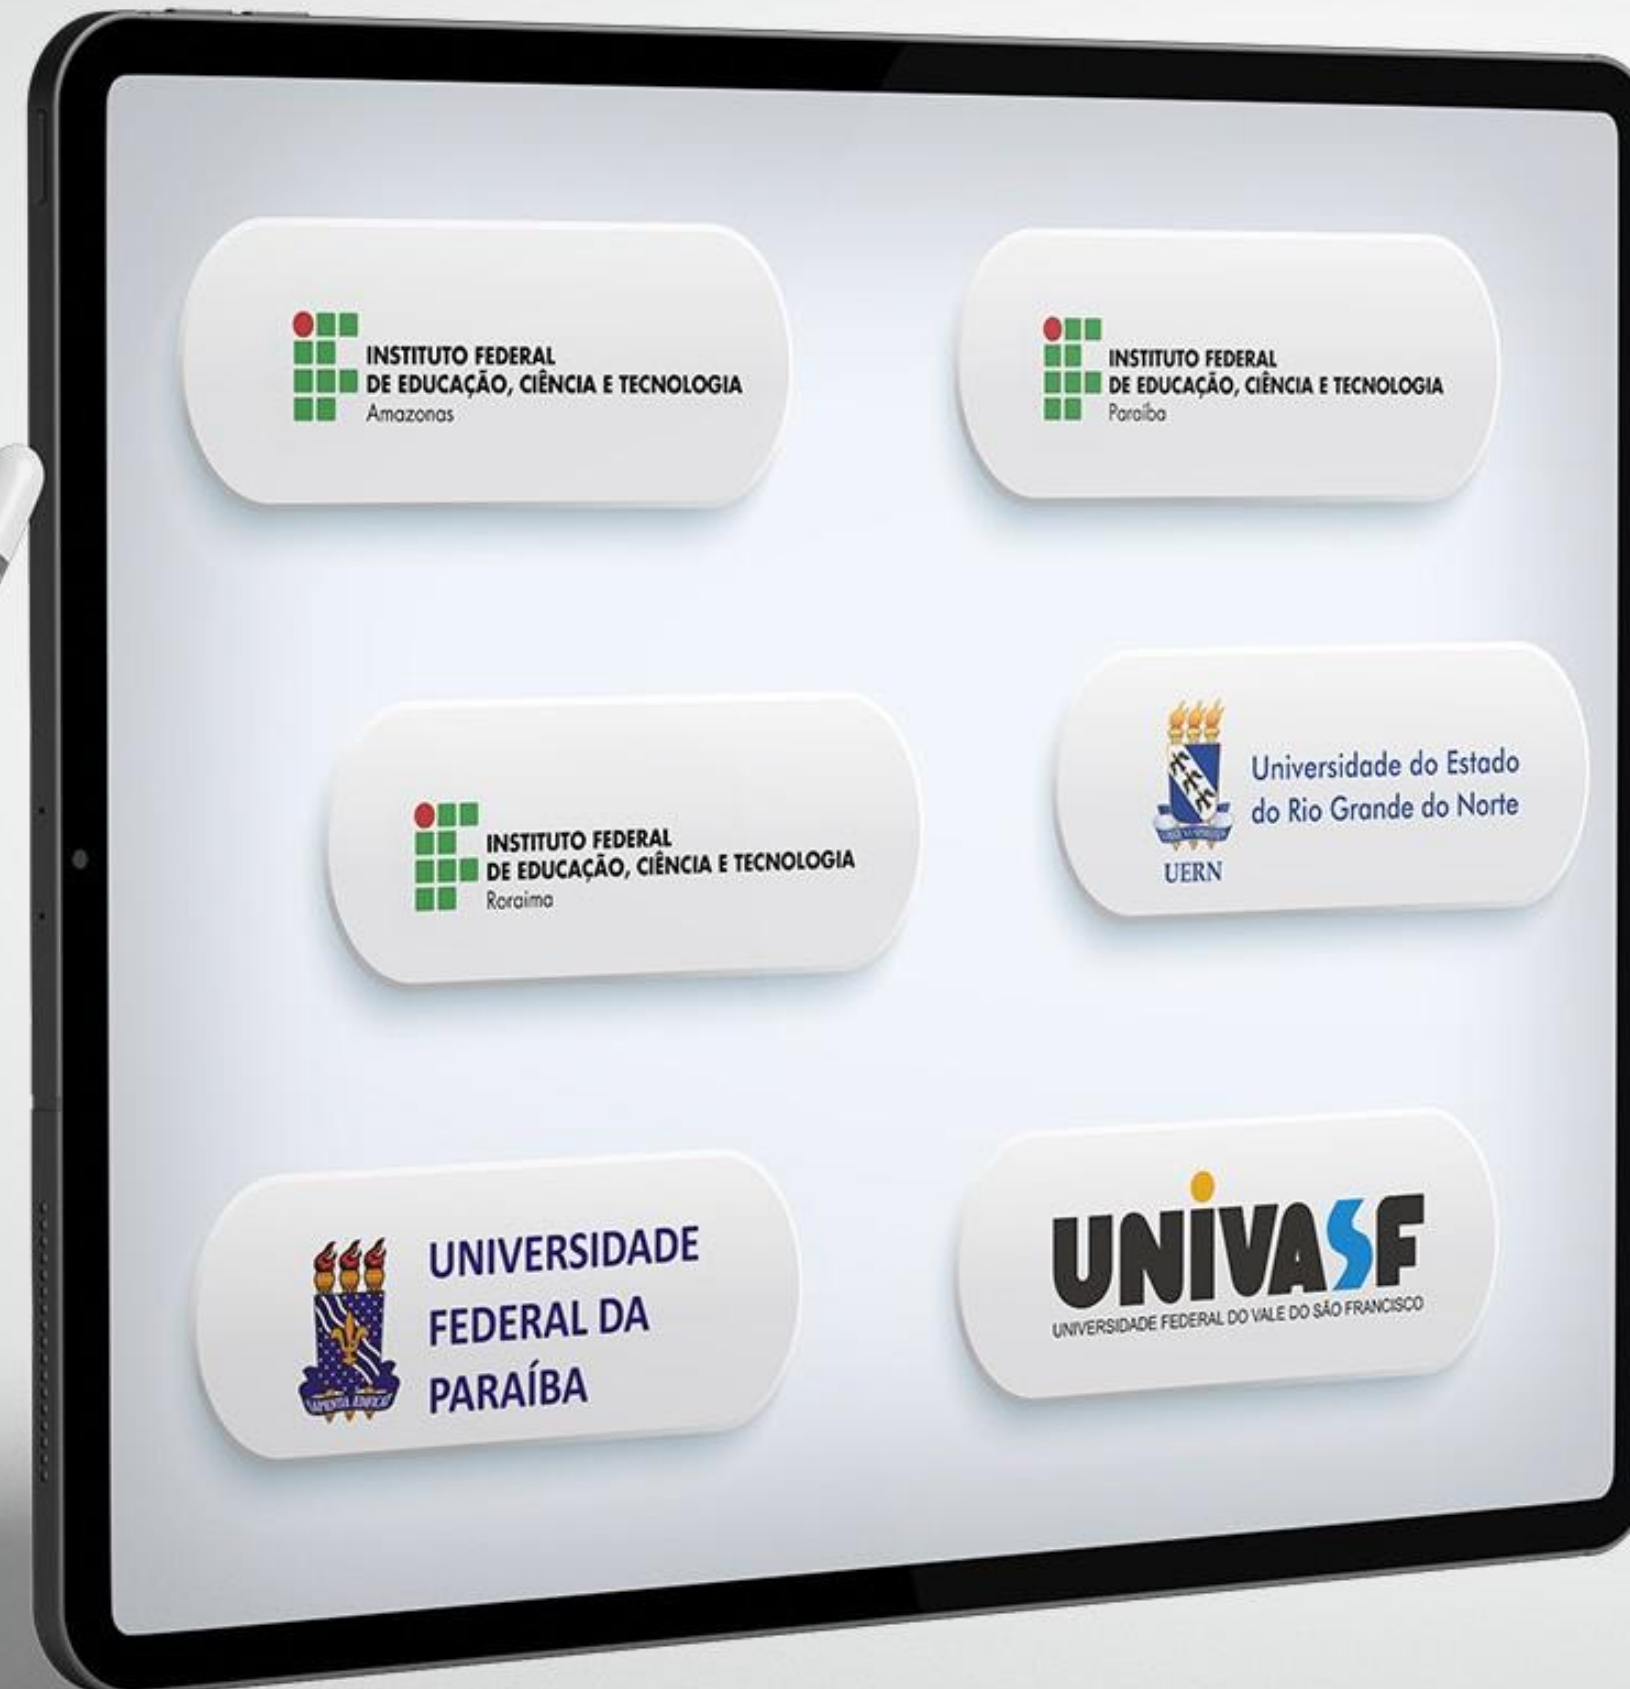 INSTITUTO FEDERAL
DE EDUCAÇÃO, CIÊNCIA E TECNOLOGIA
Amazonas
INSTITUTO FEDERAL
DE EDUCAÇÃO, CIÊNCIA E TECNOLOGIA
Paraíba
INSTITUTO FEDERAL
DE EDUCAÇÃO, CIÊNCIA E TECNOLOGIA
Roraima
Universidade do Estado
do Rio Grande do Norte
UERN
UNIVERSIDADE
FEDERAL DA
PARAÍBA
UNIVASF
UNIVERSIDADE FEDERAL DO VALE DO SÃO FRANCISCO